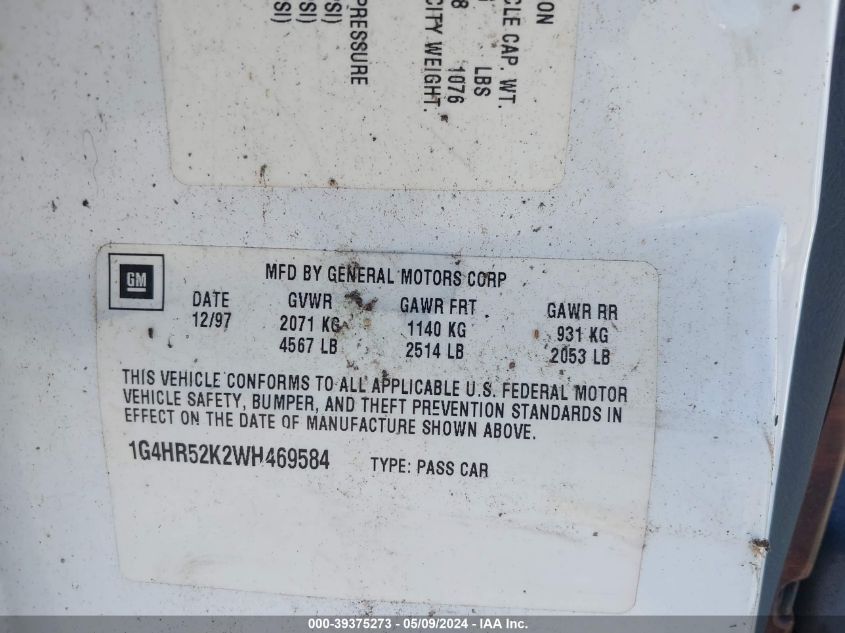 ON
CLE CAP. WT.
LBS
1076
CITY WEIGHT.
PRESSURE
SI)
SI)
SI)
GM
MFD BY GENERAL MOTORS CORP
DATE GVWR GAWR FRT GAWR RR
12/97 2071 KG 1140 KG 931 KG
4567 LB 2514 LB 2053 LB
THIS VEHICLE CONFORMS TO ALL APPLICABLE U.S. FEDERAL MOTOR
VEHICLE SAFETY, BUMPER, AND THEFT PREVENTION STANDARDS IN
EFFECT ON THE DATE OF MANUFACTURE SHOWN ABOVE.
1G4HR52K2WH469584 TYPE: PASS CAR
000-39375273 - 05/09/2024 - IAA Inc.